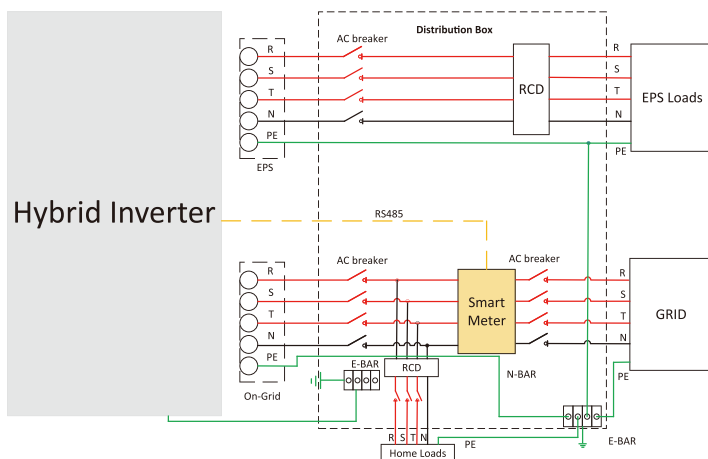 Distribution Box
AC breaker
R
S
T
N
PE
EPS
RCD
R
S
T
N
PE
EPS Loads
Hybrid Inverter
RS485
AC breaker
AC breaker
R
S
T
N
PE
On-Grid
Smart
Meter
R
S
T
N
PE
GRID
E-BAR
RCD
N-BAR
R S T N
PE
E-BAR
Home Loads